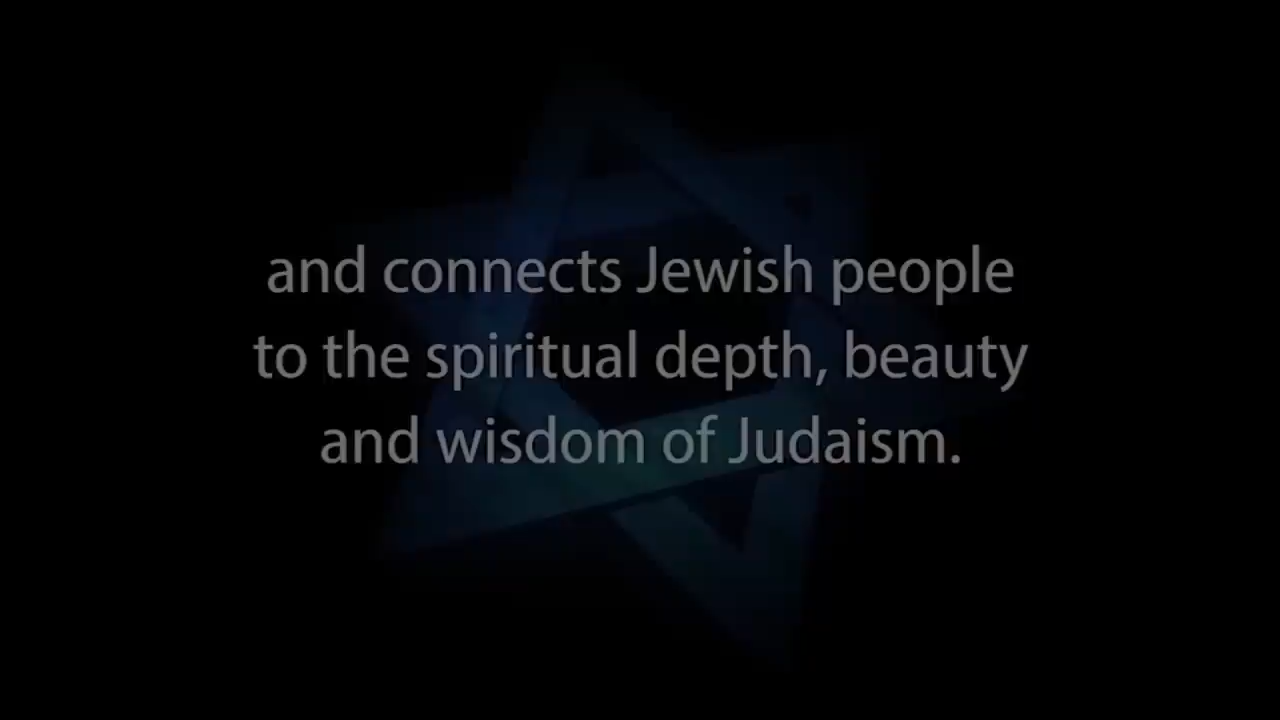 and connects Jewish people
to the spiritual depth, beauty
and wisdom of Judaism.